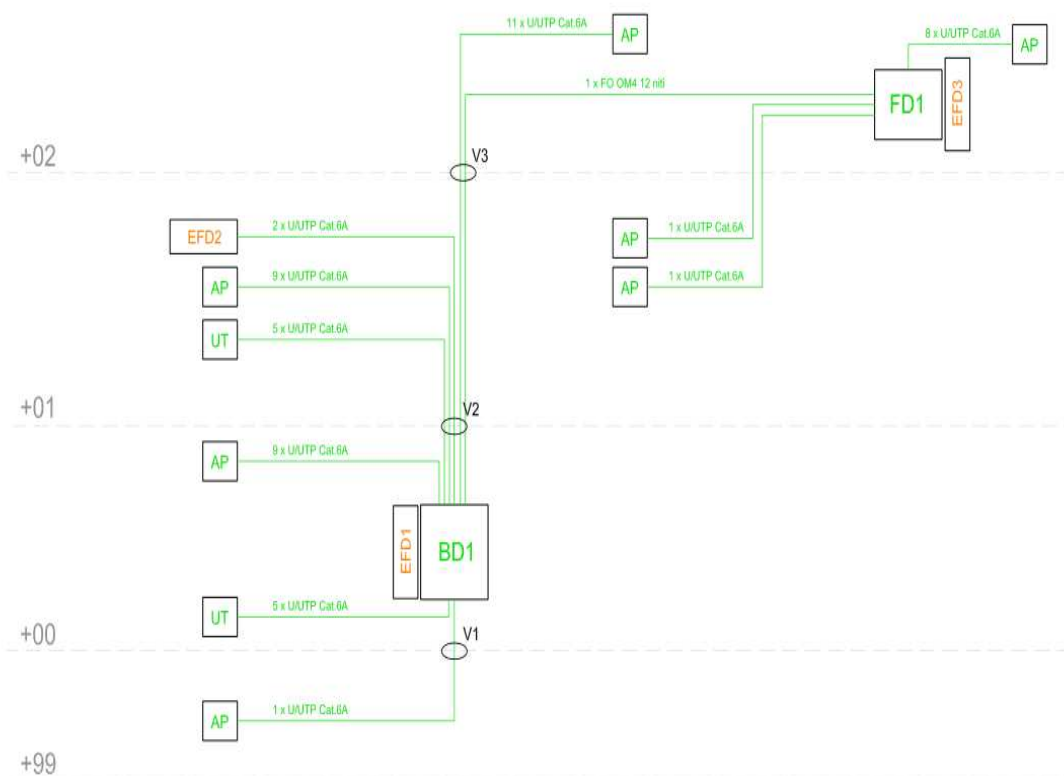 11 x U/UTP Cat.6A
AP
8 x U/UTP Cat.6A
AP
1 x FO OM4 12 niti
FD1
EFD3
+02
V3
EFD2
2 x U/UTP Cat.6A
AP
1 x U/UTP Cat.6A
AP
9 x U/UTP Cat.6A
AP
1 x U/UTP Cat.6A
UT
5 x U/UTP Cat.6A
+01
V2
AP
9 x U/UTP Cat.6A
EFD1
BD1
UT
5 x U/UTP Cat.6A
+00
V1
AP
1 x U/UTP Cat.6A
+99